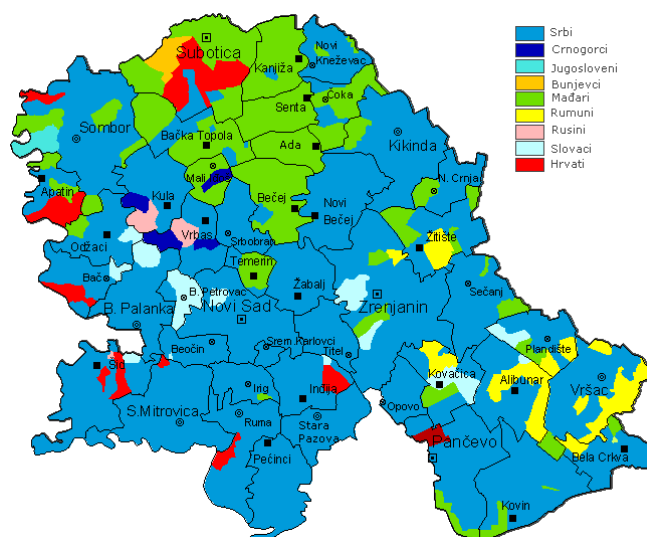 Srbi
Crnogorci
Jugosloveni
Bunjevci
Mađari
Rumuni
Rusini
Slovaci
Hrvati
Subotica
Novi
Kneževac
Kanjiža
Senta
Čoka
Sombor
Bačka Topola
Ada
Kikinda
Mali Iđoš
N. Crnja
Apatin
Kula
Bečej
Novi
Bečej
Vrbas
Srbobran
Odžaci
Žitište
Temerin
Bač
B. Petrovac
Žabalj
Sečanj
B. Palanka
Novi Sad
Zrenjanin
Beočin
Srem.Karlovci
Titel
Plandište
Šid
Kovačica
Alibunar
Vršac
Irig
Inđija
Opovo
S.Mitrovica
Ruma
Stara
Pazova
Pančevo
Pećinci
Bela Crkva
Kovin